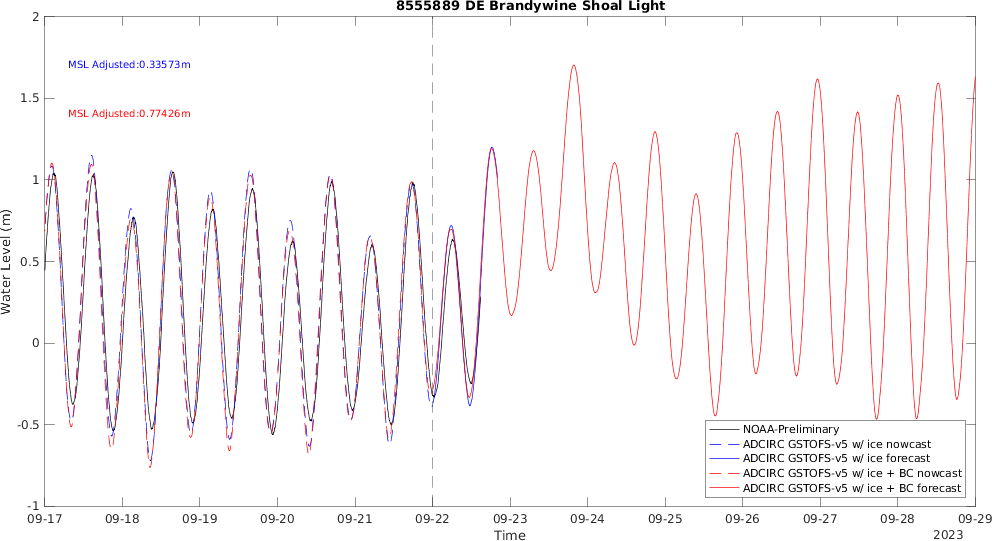 8555889 DE Brandywine Shoal Light
MSL Adjusted:0.33573m
MSL Adjusted:0.77426m
Water Level (m)
2
1.5
1
0.5
0
-0.5
-1
09-17 09-18 09-19 09-20 09-21 09-22 09-23 09-24 09-25 09-26 09-27 09-28 09-29
Time
2023
NOAA-Preliminary
ADCIRC GSTOFS-v5 w/ ice nowcast
ADCIRC GSTOFS-v5 w/ ice forecast
ADCIRC GSTOFS-v5 w/ ice + BC nowcast
ADCIRC GSTOFS-v5 w/ ice + BC forecast